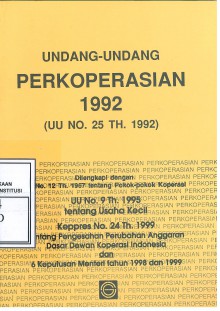 UNDANG-UNDANG
PERKOPERASIAN
1992
(UU NO. 25 TH. 1992)
Dilengkapi dengan
No. 12 Th. 1967 tentang Pokok-pokok Koperasi
UU No. 9 Th. 1995
tentang Usaha Kecil
Keppres No. 24 Th. 1999
tentang Pengesahan Perubahan Anggaran
Dasar Dewan Koperasi Indonesia
dan
6 Keputusan Menteri Tahun 1998 dan 1999